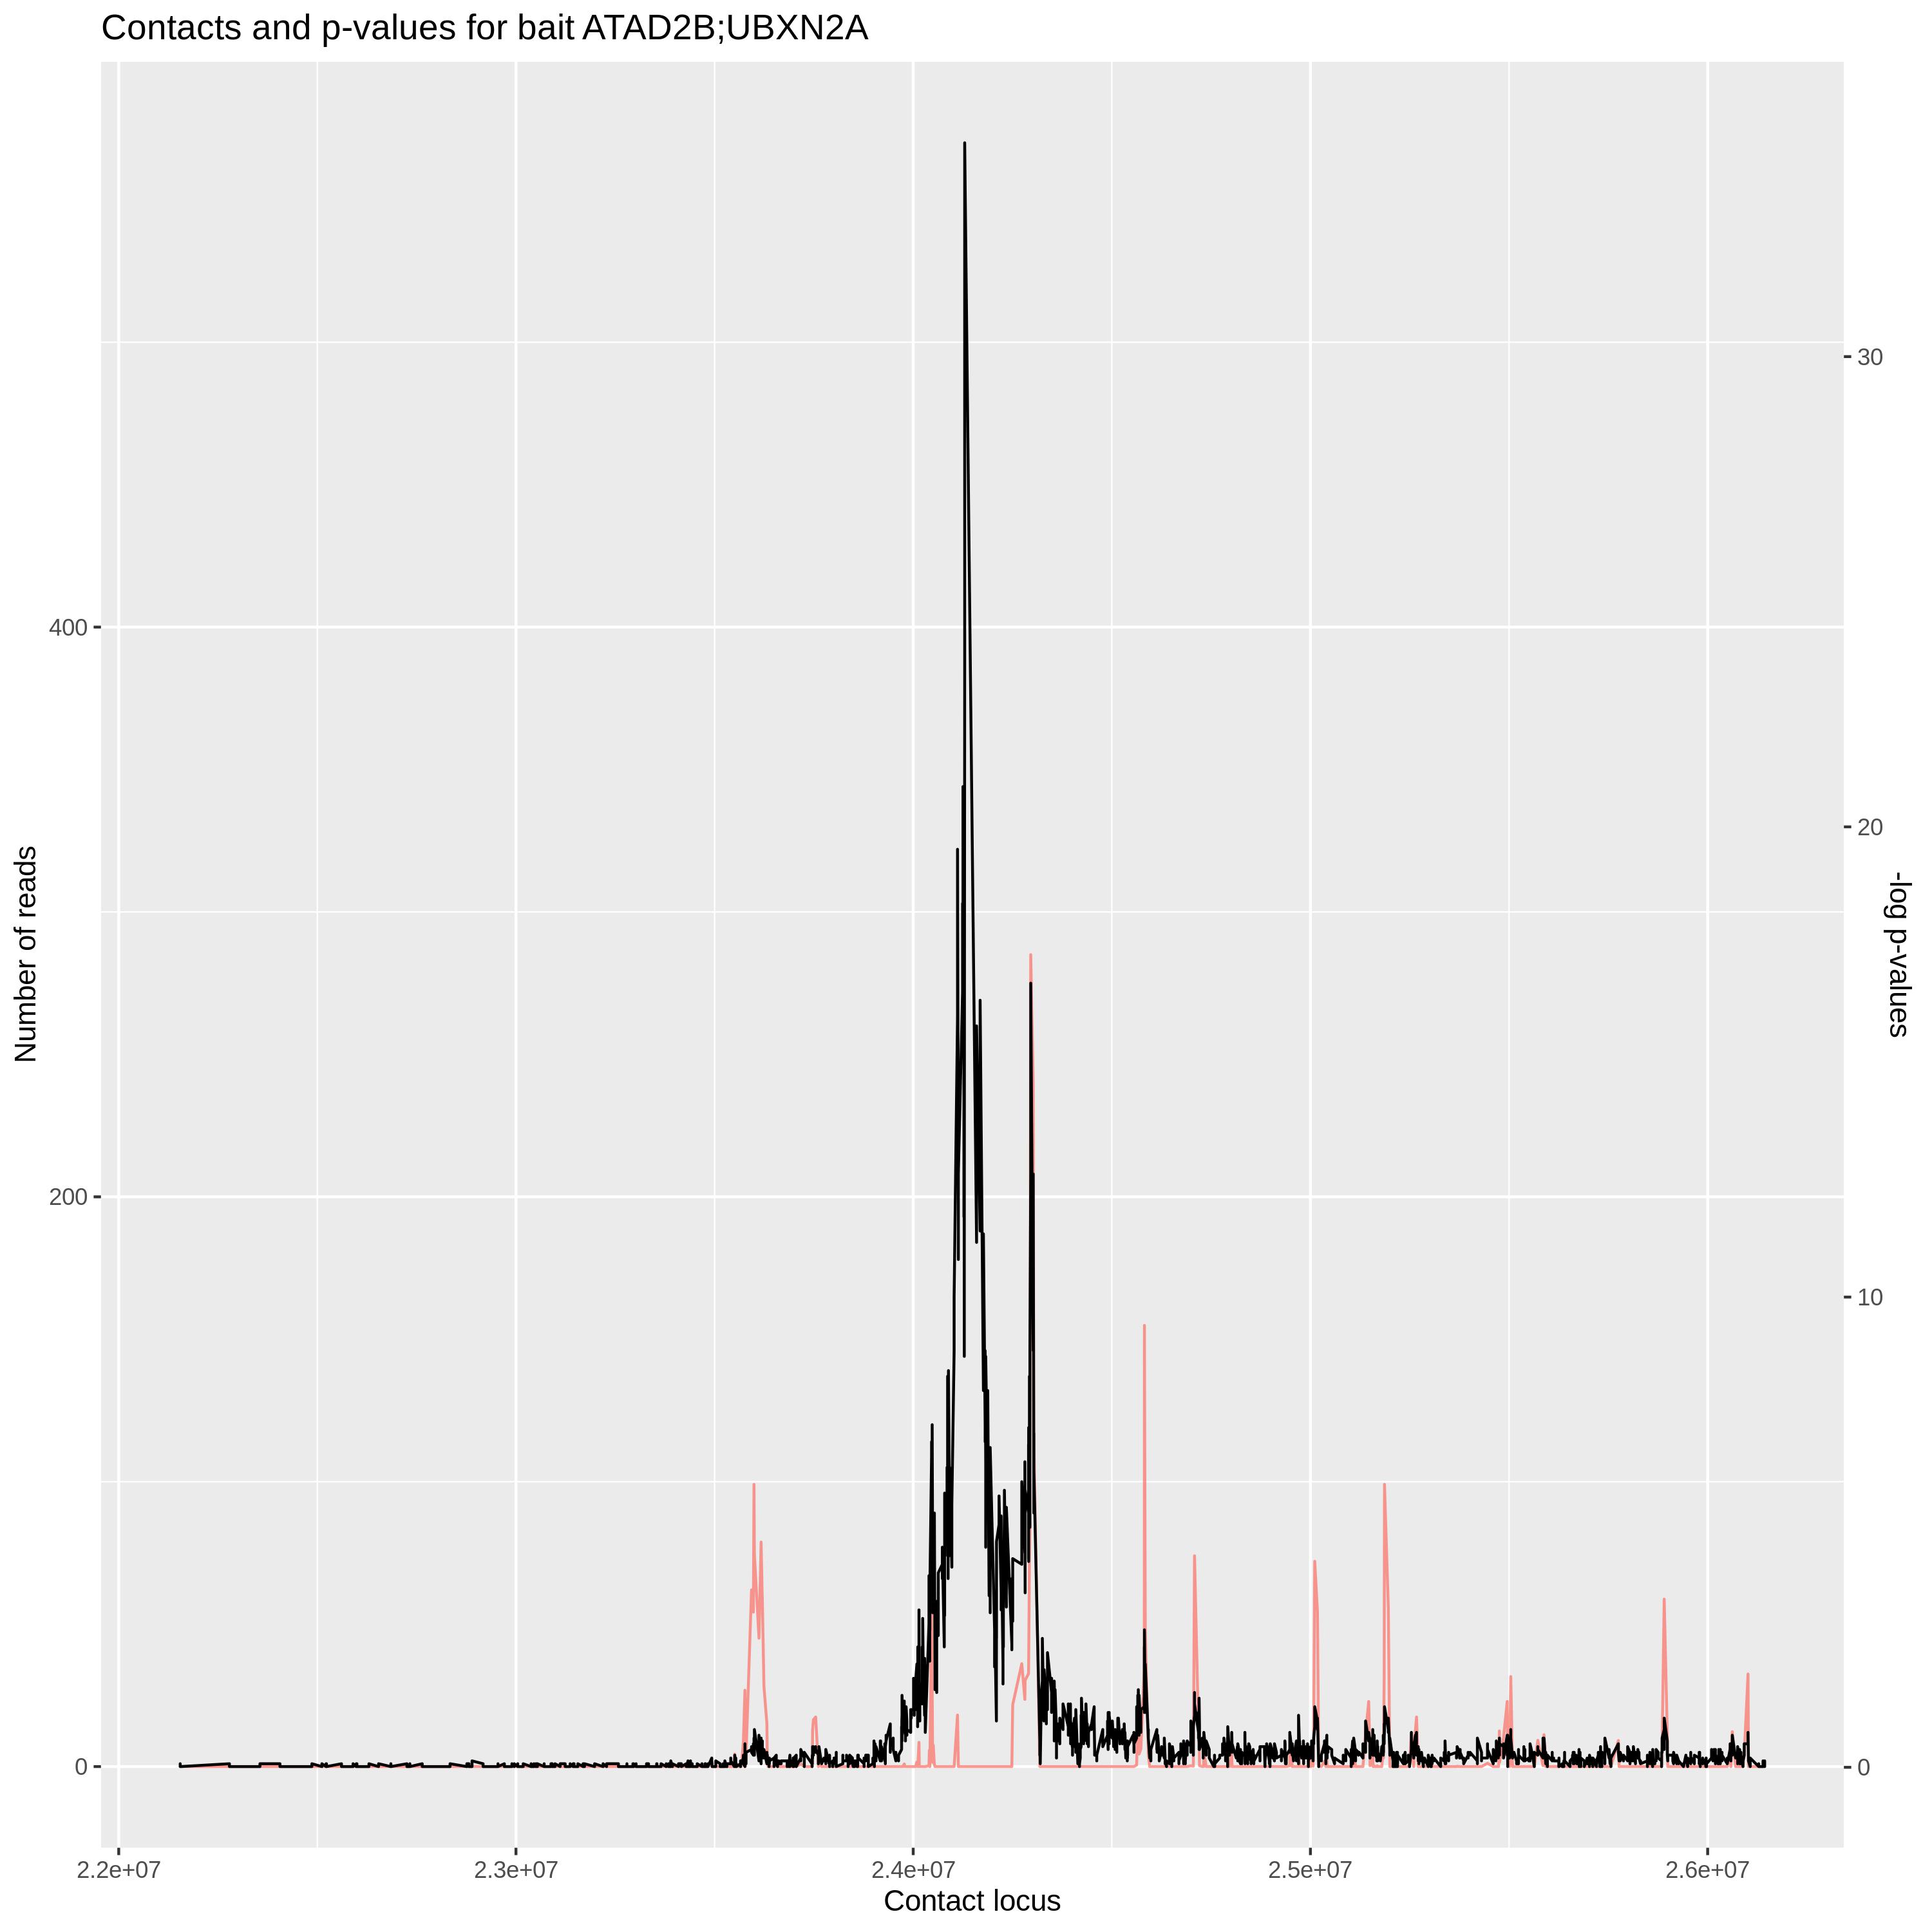 Contacts and p-values for bait ATAD2B;UBXN2A
Number of reads
400
200
0
30
20
10
0
-log p-values
2.2e+07
2.3e+07
2.4e+07
2.5e+07
2.6e+07
Contact locus